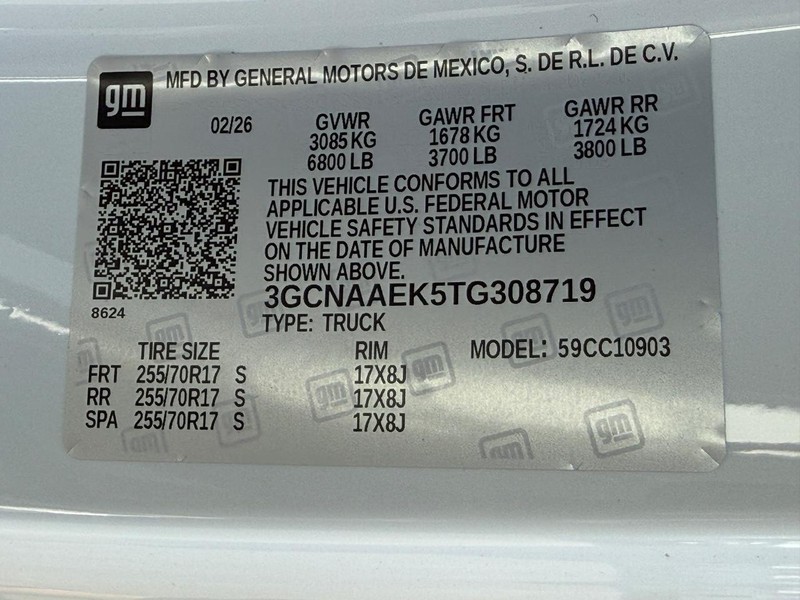 gm MFD BY GENERAL MOTORS DE MEXICO, S. DE R.L. DE C.V.
02/26 GVWR GAWR FRT GAWR RR
3085 KG 1678 KG 1724 KG
6800 LB 3700 LB 3800 LB
THIS VEHICLE CONFORMS TO ALL
APPLICABLE U.S. FEDERAL MOTOR
VEHICLE SAFETY STANDARDS IN EFFECT
ON THE DATE OF MANUFACTURE
SHOWN ABOVE.
3GCNAAEK5TG308719
8624
TYPE: TRUCK
TIRE SIZE RIM MODEL: 59CC10903
FRT 255/70R17 S 17X8J
RR 255/70R17 S 17X8J
SPA 255/70R17 S 17X8J